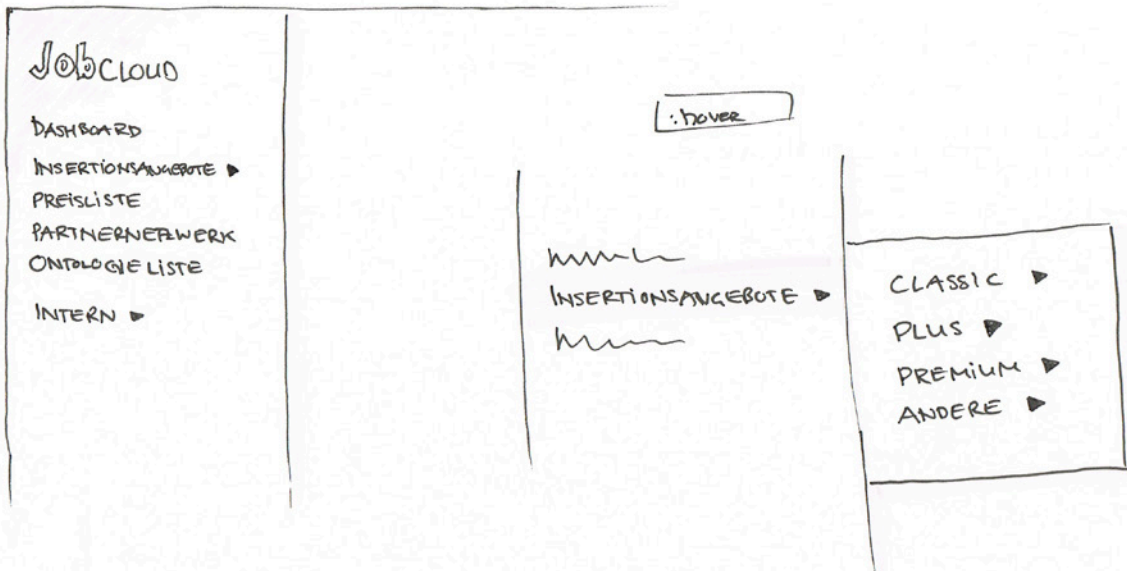 JobCLOUD
DASHBOARD
INSERTIONSANGEBOTE ▶
PREISLISTE
PARTNERNETZWERK
ONTOLOGIE LISTE
INTERN ▶
:hover
INSERTIONSANGEBOTE ▶
CLASSIC ▶
PLUS ▶
PREMIUM ▶
ANDERE ▶